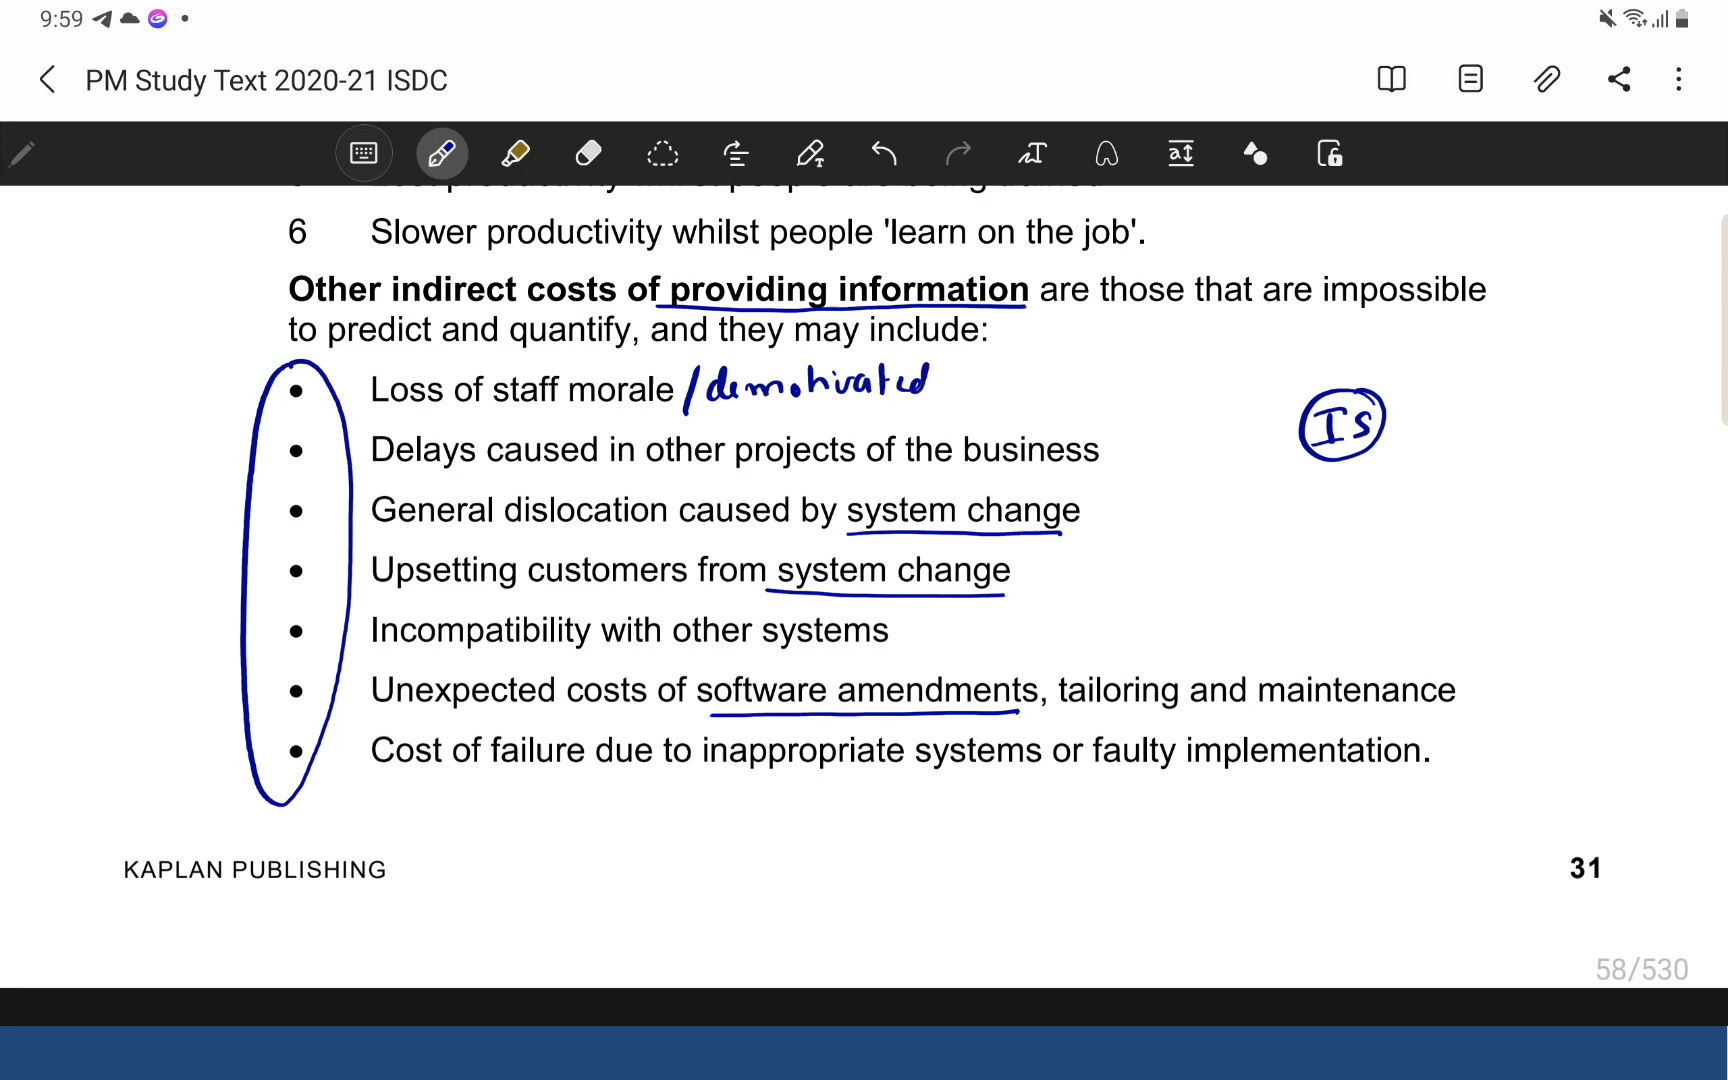 9:59
PM Study Text 2020-21 ISDC
6 Slower productivity whilst people 'learn on the job'.
Other indirect costs of providing information are those that are impossible
to predict and quantify, and they may include:
• Loss of staff morale /demotivated
• Delays caused in other projects of the business
IS
• General dislocation caused by system change
• Upsetting customers from system change
• Incompatibility with other systems
• Unexpected costs of software amendments, tailoring and maintenance
• Cost of failure due to inappropriate systems or faulty implementation.
KAPLAN PUBLISHING 31
58/530